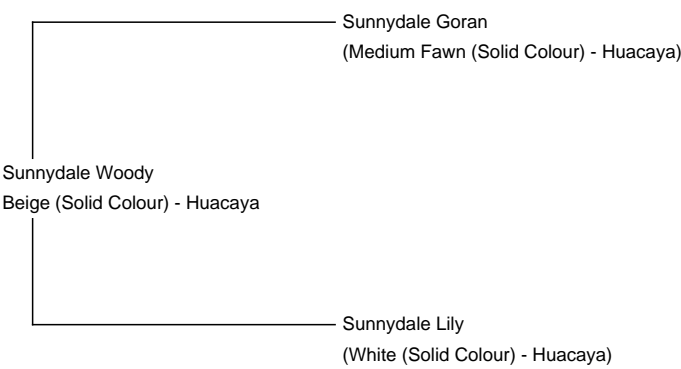 Sunnydale Goran
(Medium Fawn (Solid Colour) - Huacaya)
Sunnydale Woody
Beige (Solid Colour) - Huacaya
Sunnydale Lily
(White (Solid Colour) - Huacaya)